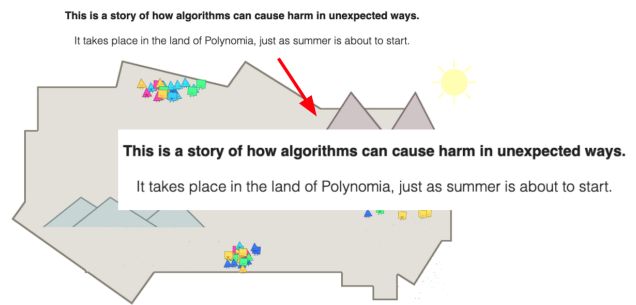 This is a story of how algorithms can cause harm in unexpected ways.
It takes place in the land of Polynomia, just as summer is about to start.
This is a story of how algorithms can cause harm in unexpected ways.
It takes place in the land of Polynomia, just as summer is about to start.